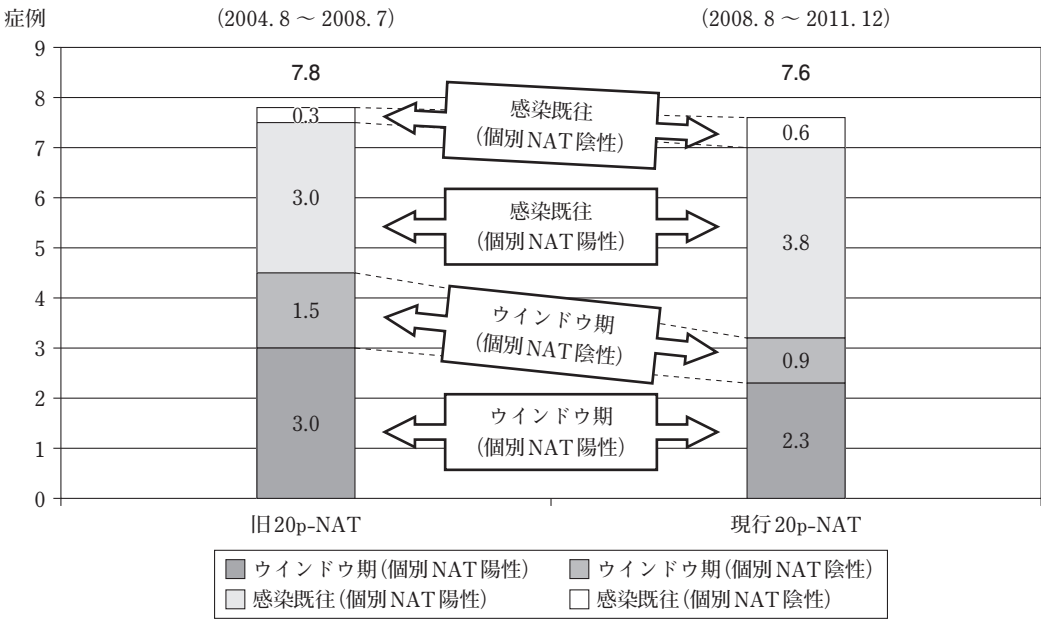 症例
(2004. 8 ～ 2008. 7)
(2008. 8 ～ 2011. 12)
9
8
7
6
5
4
3
2
1
0
7.8
7.6
0.3
3.0
1.5
3.0
0.6
3.8
0.9
2.3
感染既往
(個別NAT陰性)
感染既往
(個別NAT陽性)
ウインドウ期
(個別NAT陰性)
ウインドウ期
(個別NAT陽性)
旧20p-NAT
現行20p-NAT
ウインドウ期(個別NAT陽性)
ウインドウ期(個別NAT陰性)
感染既往(個別NAT陽性)
感染既往(個別NAT陰性)